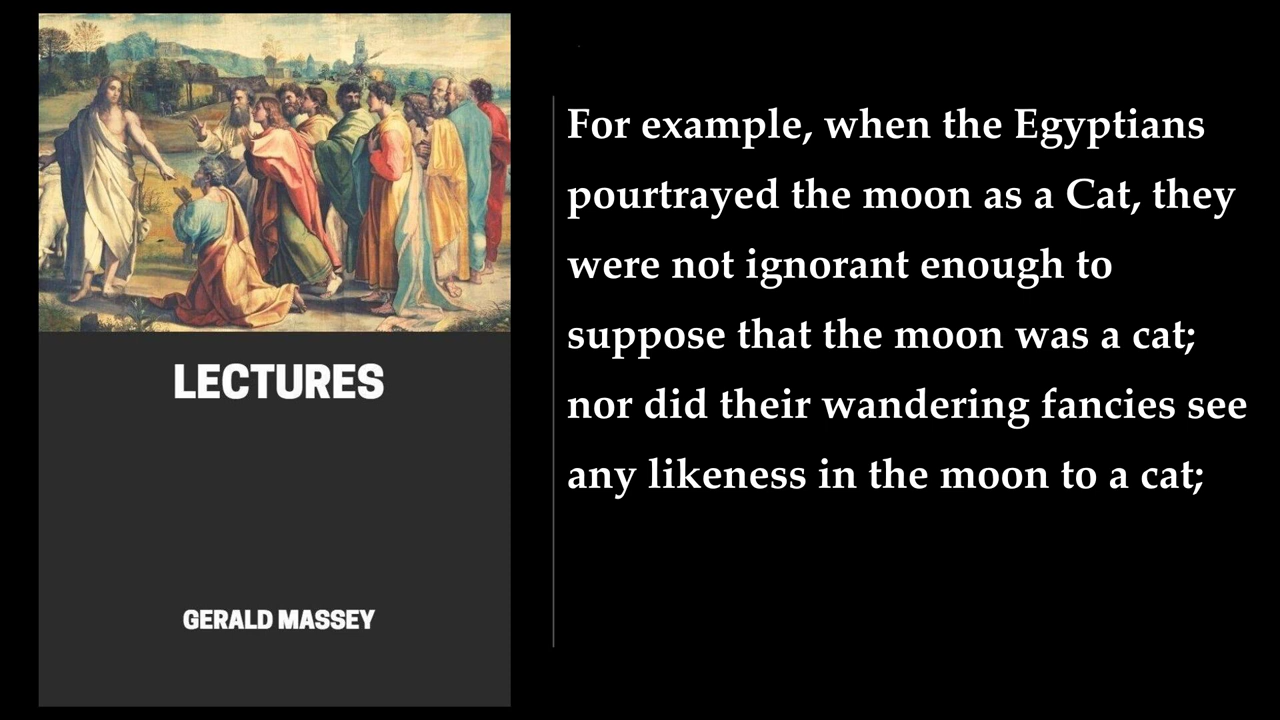 LECTURES
GERALD MASSEY
For example, when the Egyptians
pourtrayed the moon as a Cat, they
were not ignorant enough to
suppose that the moon was a cat;
nor did their wandering fancies see
any likeness in the moon to a cat;